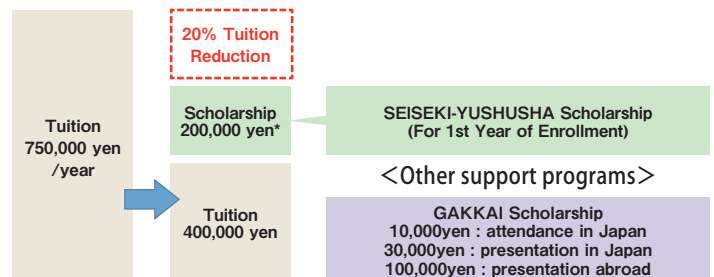 Tuition
750,000 yen
/year
20% Tuition
Reduction
Scholarship
200,000 yen*
Tuition
400,000 yen
SEISEKI-YUSHUSHA Scholarship
(For 1st Year of Enrollment)
<Other support programs>
GAKKAI Scholarship
10,000yen : attendance in Japan
30,000yen : presentation in Japan
100,000yen : presentation abroad